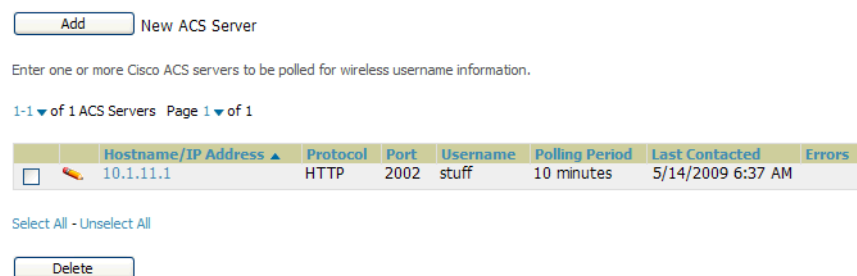 Add New ACS Server
Enter one or more Cisco ACS servers to be polled for wireless username information.
1-1 ▼ of 1 ACS Servers Page 1 ▼ of 1
Hostname/IP Address ▲ Protocol Port Username Polling Period Last Contacted Errors
10.1.11.1 HTTP 2002 stuff 10 minutes 5/14/2009 6:37 AM
Select All - Unselect All
Delete